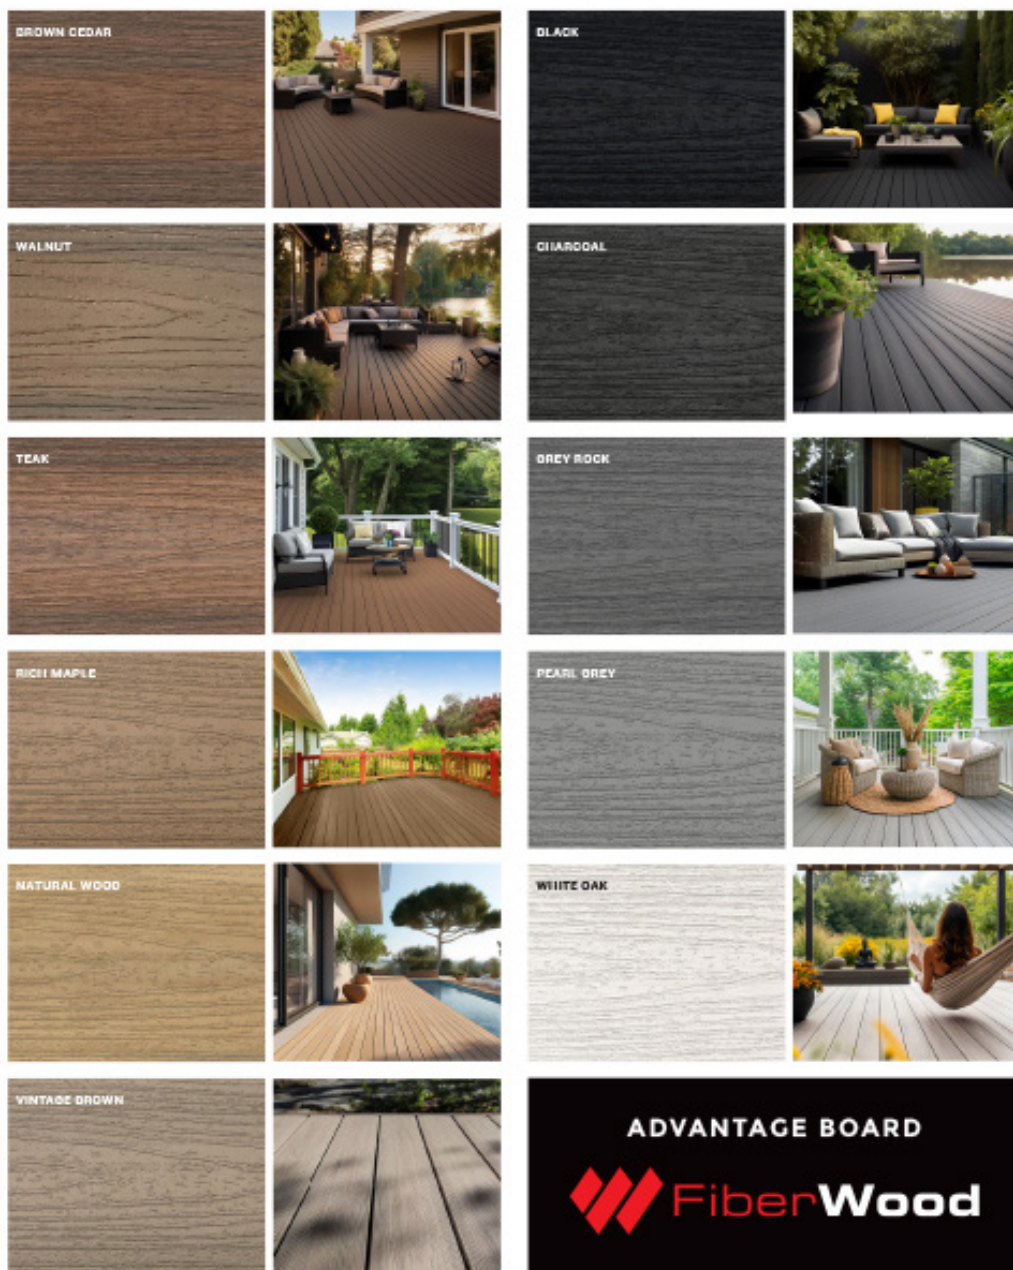 BROWN CEDAR
BLACK
WALNUT
CHARCOAL
TEAK
GREY ROCK
RICH MAPLE
PEARL GREY
NATURAL WOOD
WHITE OAK
VINTAGE BROWN
ADVANTAGE BOARD
FiberWood